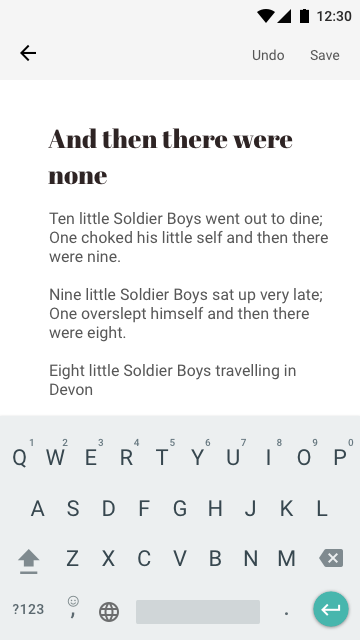 12:30
Undo Save
And then there were
none
Ten little Soldier Boys went out to dine;
One choked his little self and then there
were nine.
Nine little Soldier Boys sat up very late;
One overslept himself and then there
were eight.
Eight little Soldier Boys travelling in
Devon
1 2 3 4 5 6 7 8 9 0
Q W E R T Y U I O P
A S D F G H J K L
Z X C V B N M
?123 , .